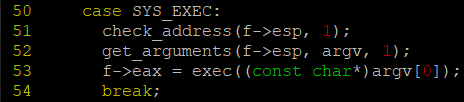 50 case SYS_EXEC:
51 check_address(f->esp, 1);
52 get_arguments(f->esp, argv, 1);
53 f->eax = exec((const char*)argv[0]);
54 break;